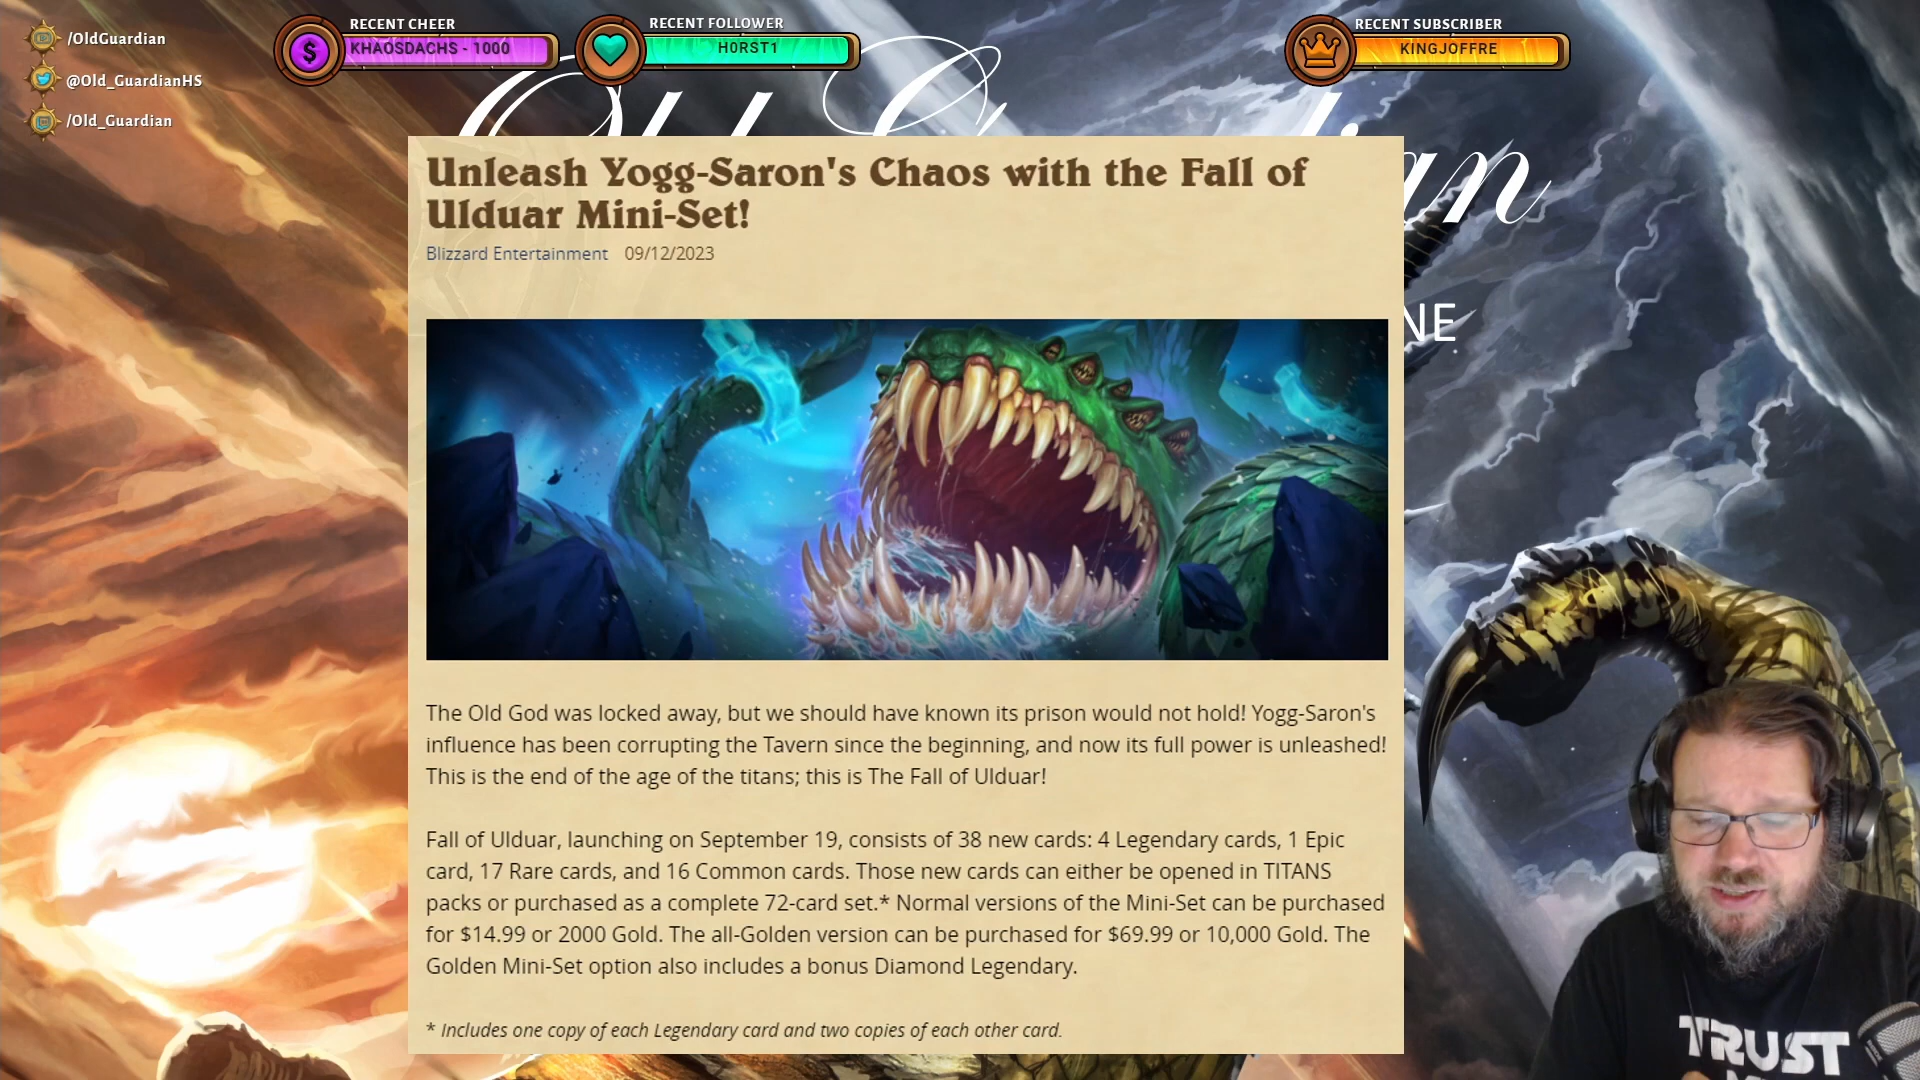 /OldGuardian
@Old_GuardianHS
/Old_Guardian
RECENT CHEER
KHAOSDACHS - 1000
RECENT FOLLOWER
H0RST1
RECENT SUBSCRIBER
KINGJOFFRE
Unleash Yogg-Saron's Chaos with the Fall of
Ulduar Mini-Set!
Blizzard Entertainment 09/12/2023
The Old God was locked away, but we should have known its prison would not hold! Yogg-Saron's
influence has been corrupting the Tavern since the beginning, and now its full power is unleashed!
This is the end of the age of the titans; this is The Fall of Ulduar!
Fall of Ulduar, launching on September 19, consists of 38 new cards: 4 Legendary cards, 1 Epic
card, 17 Rare cards, and 16 Common cards. Those new cards can either be opened in TITANS
packs or purchased as a complete 72-card set.* Normal versions of the Mini-Set can be purchased
for $14.99 or 2000 Gold. The all-Golden version can be purchased for $69.99 or 10,000 Gold. The
Golden Mini-Set option also includes a bonus Diamond Legendary.
* Includes one copy of each Legendary card and two copies of each other card.
TRUST